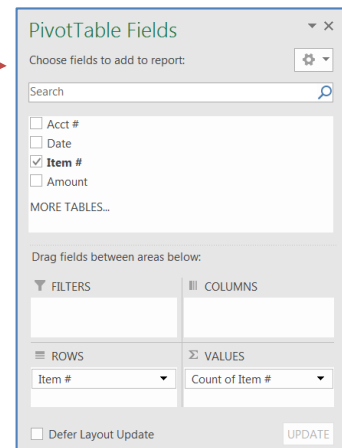 PivotTable Fields
Choose fields to add to report:
Search
Acct #
Date
Item #
Amount
MORE TABLES...
Drag fields between areas below:
FILTERS
COLUMNS
ROWS
Σ VALUES
Item #
Count of Item #
Defer Layout Update
UPDATE